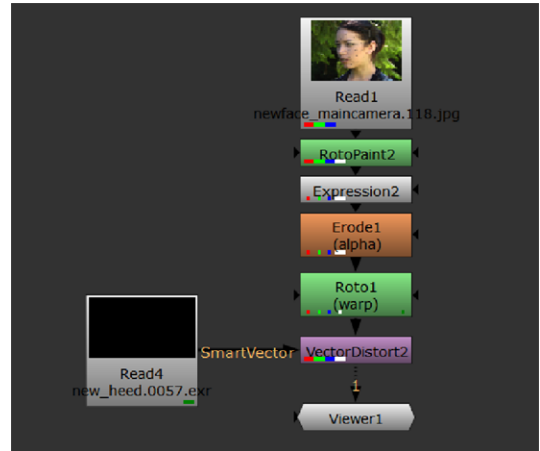 Read1
newface_maincamera.118.jpg
RotoPaint2
Expression2
Erode1
(alpha)
Roto1
(warp)
SmartVector
VectorDistort2
Read4
new_heed.0057.exr
1
Viewer1